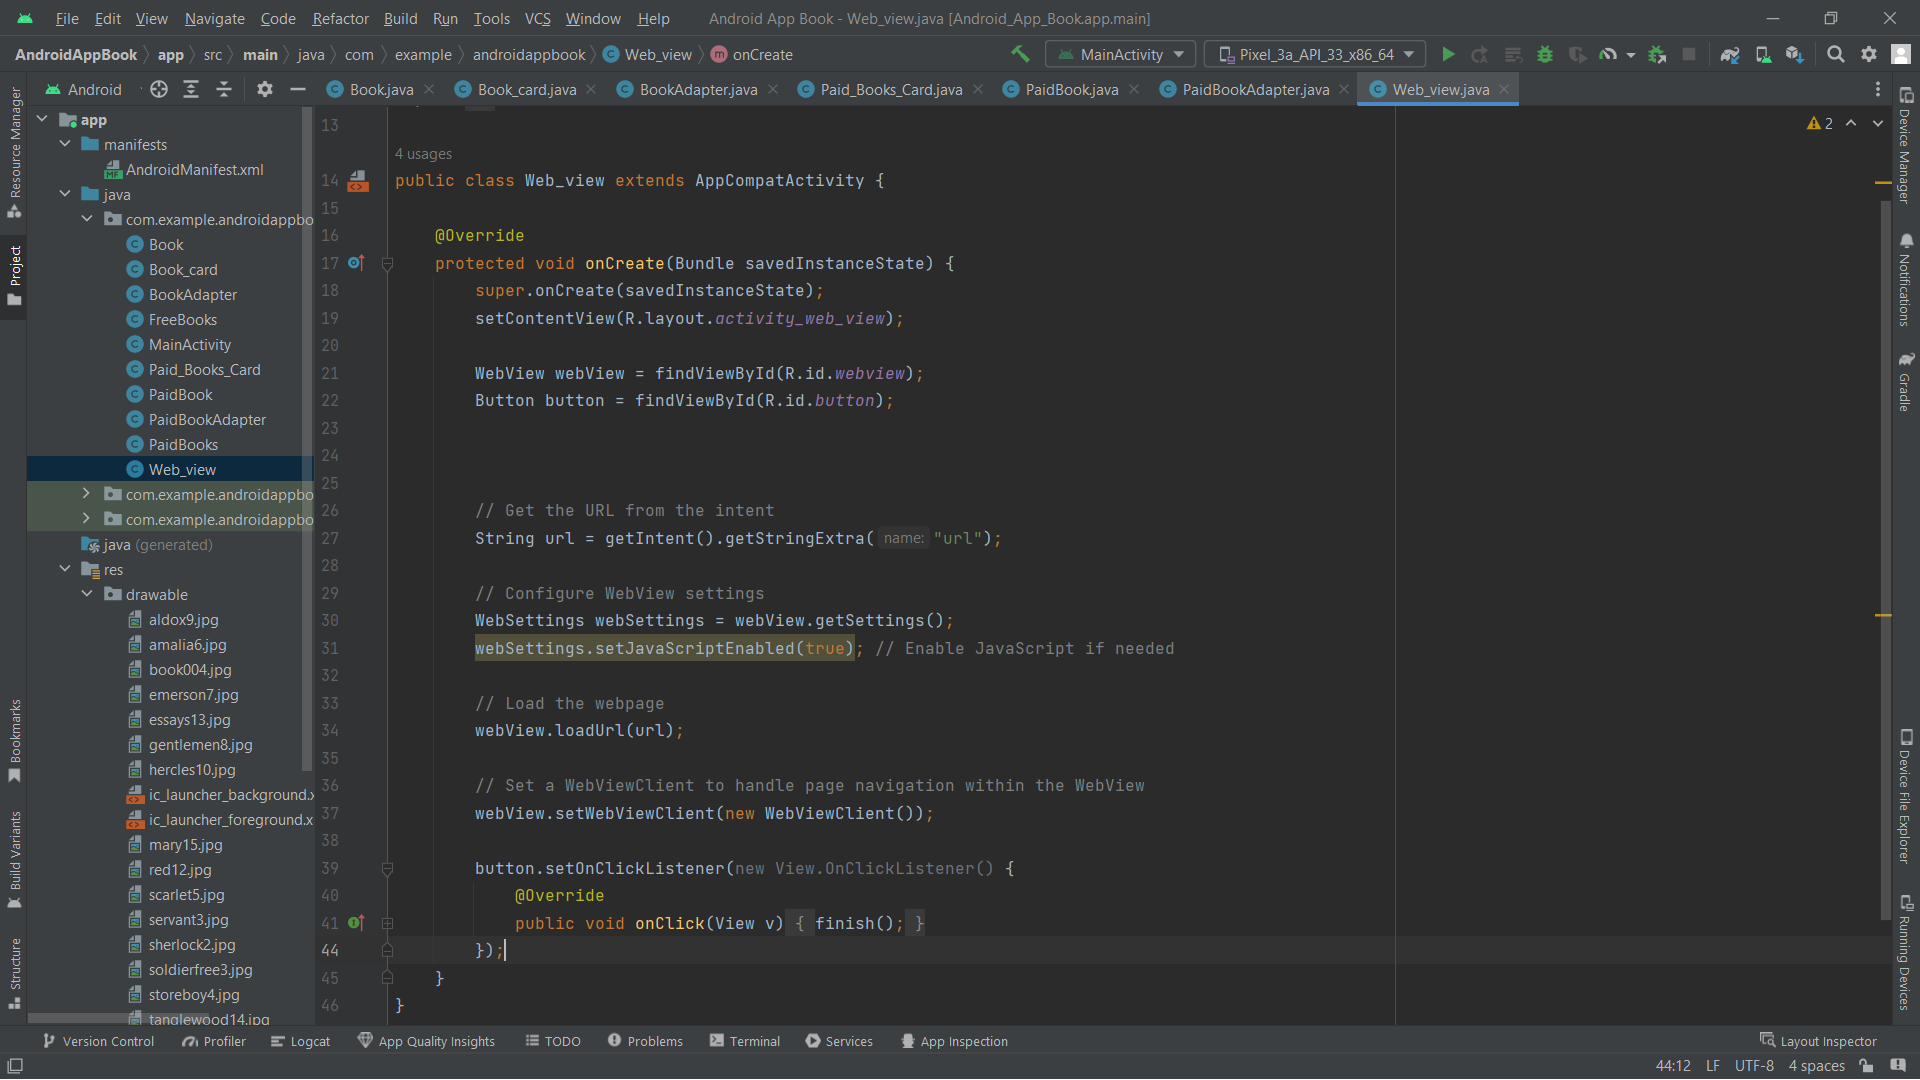 File Edit View Navigate Code Refactor Build Run Tools VCS Window Help Android App Book - Web_view.java [Android_App_Book.app.main]
AndroidAppBook app src main java com example androidappbook Web_view onCreate MainActivity Pixel_3a_API_33_x86_64
Android Book.java Book_card.java BookAdapter.java Paid_Books_Card.java PaidBook.java PaidBookAdapter.java Web_view.java
Resource Manager
Project
Bookmarks
Build Variants
Structure
app
manifests
AndroidManifest.xml
java
com.example.androidappbo
Book
Book_card
BookAdapter
FreeBooks
MainActivity
Paid_Books_Card
PaidBook
PaidBookAdapter
PaidBooks
Web_view
com.example.androidappbo
com.example.androidappbo
java (generated)
res
drawable
aldox9.jpg
amalia6.jpg
book004.jpg
emerson7.jpg
essays13.jpg
gentlemen8.jpg
hercles10.jpg
ic_launcher_background.x
ic_launcher_foreground.x
mary15.jpg
red12.jpg
scarlet5.jpg
servant3.jpg
sherlock2.jpg
soldierfree3.jpg
storeboy4.jpg
tanglewood14.jpg
13
4 usages
14 public class Web_view extends AppCompatActivity {
15
16 @Override
17 protected void onCreate(Bundle savedInstanceState) {
18 super.onCreate(savedInstanceState);
19 setContentView(R.layout.activity_web_view);
20
21 WebView webView = findViewById(R.id.webview);
22 Button button = findViewById(R.id.button);
23
24
25
26 // Get the URL from the intent
27 String url = getIntent().getStringExtra( name: "url");
28
29 // Configure WebView settings
30 WebSettings webSettings = webView.getSettings();
31 webSettings.setJavaScriptEnabled(true); // Enable JavaScript if needed
32
33 // Load the webpage
34 webView.loadUrl(url);
35
36 // Set a WebViewClient to handle page navigation within the WebView
37 webView.setWebViewClient(new WebViewClient());
38
39 button.setOnClickListener(new View.OnClickListener() {
40 @Override
41 public void onClick(View v) { finish(); }
44 });
45 }
46 }
2
Device Manager
Notifications
Gradle
Device File Explorer
Running Devices
Version Control Profiler Logcat App Quality Insights TODO Problems Terminal Services App Inspection Layout Inspector
44:12 LF UTF-8 4 spaces